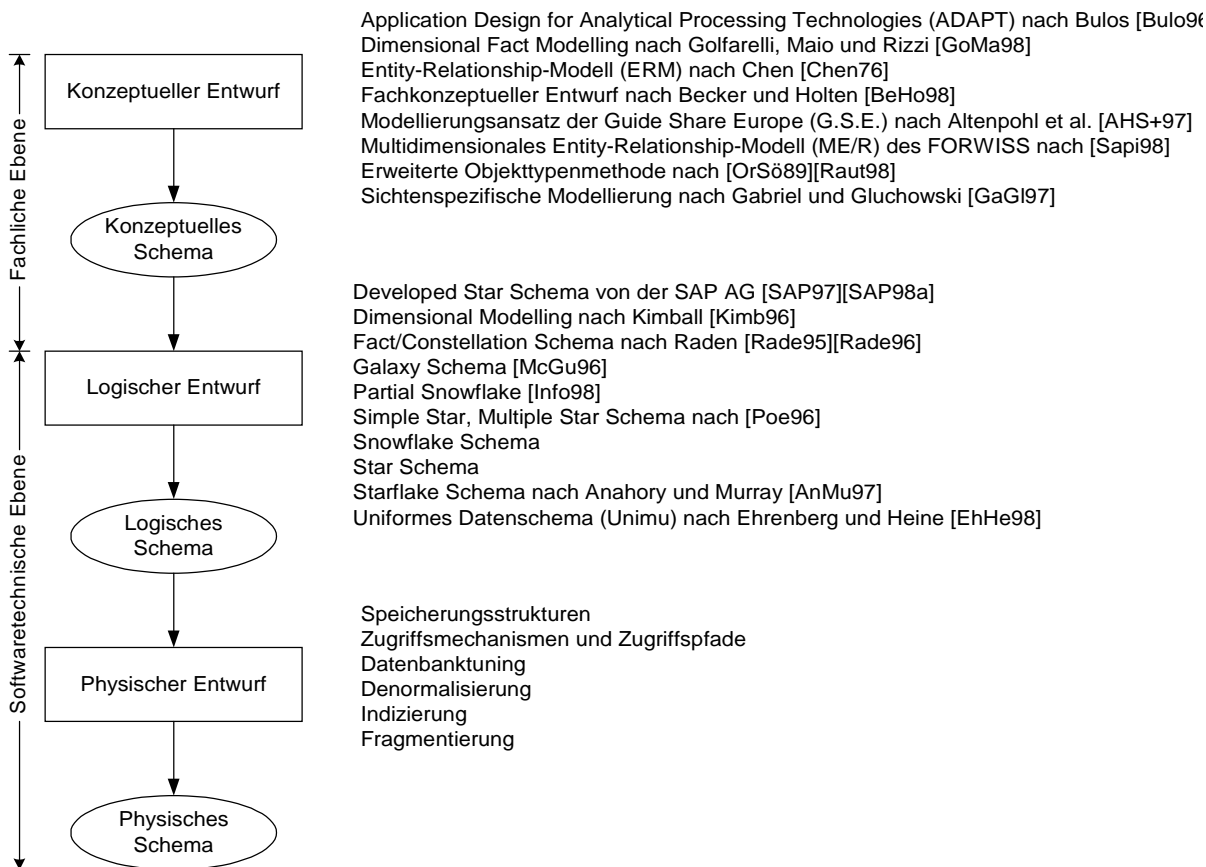 Application Design for Analytical Processing Technologies (ADAPT) nach Bulos
Dimensional Fact Modelling nach Golfarelli, Maio und Rizzi [GoMa98]
Entity-Relationship-Modell (ERM) nach Chen [Chen76]
Fachkonzeptueller Entwurf nach Becker und Holten [BeHo98]
Modellierungsansatz der Guide Share Europe (G.S.E.) nach Altenpohl et al. [AHS+97]
Multidimensionales Entity-Relationship-Modell (ME/R) des FORWISS nach [Sapi98]
Erweiterte Objekttypenmethode nach [OrSö89][Raut98]
Sichtenspezifische Modellierung nach Gabriel und Gluchowski [GaGl97]
Fachliche Ebene
Konzeptueller Entwurf
Konzeptuelles
Schema
Developed Star Schema von der SAP AG [SAP97][SAP98a]
Dimensional Modelling nach Kimball [Kimb96]
Fact/Constellation Schema nach Raden [Rade95][Rade96]
Galaxy Schema [McGu96]
Partial Snowflake [Info98]
Simple Star, Multiple Star Schema nach [Poe96]
Snowflake Schema
Star Schema
Starflake Schema nach Anahory und Murray [AnMu97]
Uniformes Datenschema (Unimu) nach Ehrenberg und Heine [EhHe98]
Softwaretechnische Ebene
Logischer Entwurf
Logisches
Schema
Speicherungsstrukturen
Zugriffsmechanismen und Zugriffspfade
Datenbanktuning
Denormalisierung
Indizierung
Fragmentierung
Physischer Entwurf
Physisches
Schema